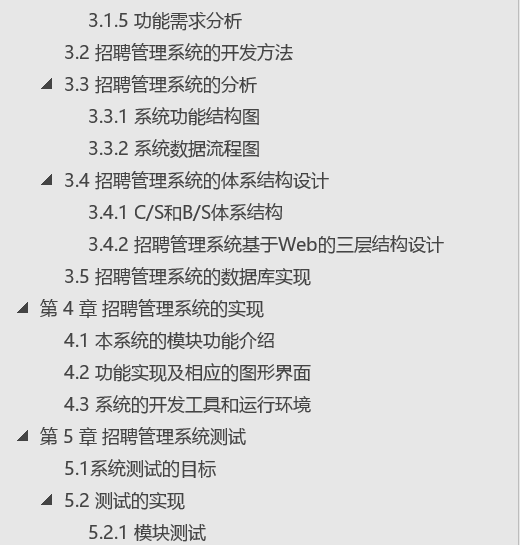 3.1.5 功能需求分析
3.2 招聘管理系统的开发方法
3.3 招聘管理系统的分析
3.3.1 系统功能结构图
3.3.2 系统数据流程图
3.4 招聘管理系统的体系结构设计
3.4.1 C/S和B/S体系结构
3.4.2 招聘管理系统基于Web的三层结构设计
3.5 招聘管理系统的数据库实现
第 4 章 招聘管理系统的实现
4.1 本系统的模块功能介绍
4.2 功能实现及相应的图形界面
4.3 系统的开发工具和运行环境
第 5 章 招聘管理系统测试
5.1系统测试的目标
5.2 测试的实现
5.2.1 模块测试